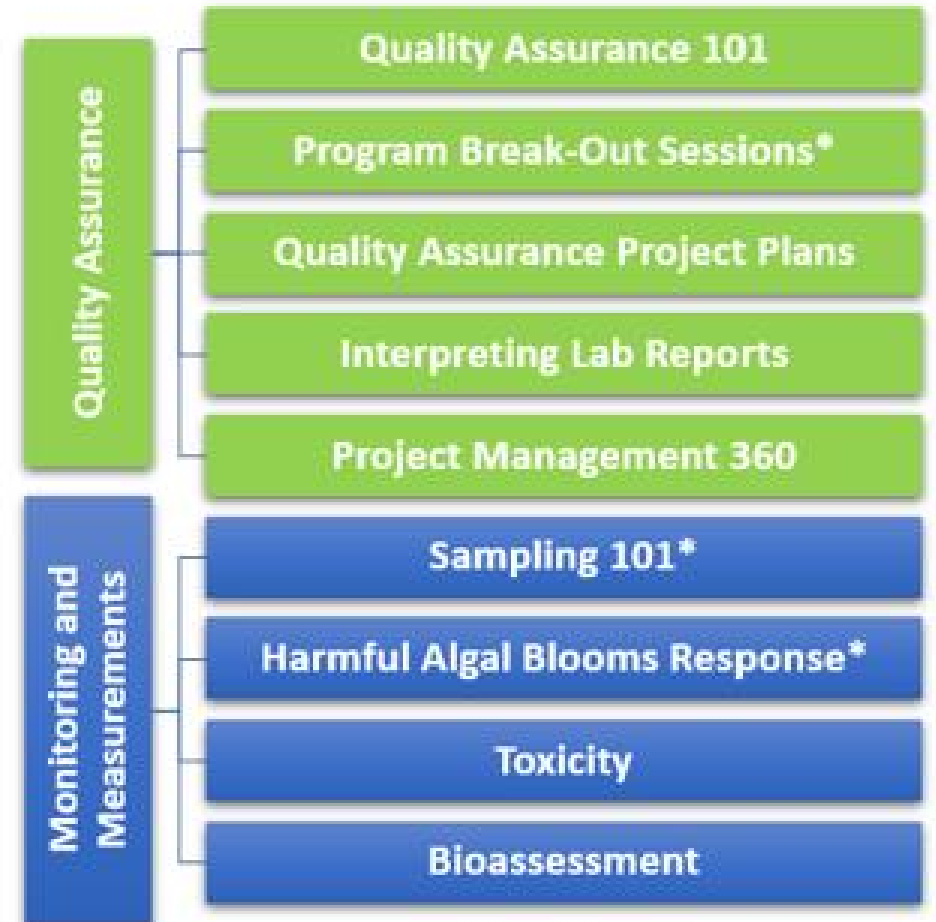 Quality Assurance
Quality Assurance 101
Program Break-Out Sessions*
Quality Assurance Project Plans
Interpreting Lab Reports
Project Management 360
Monitoring and
Measurements
Sampling 101*
Harmful Algal Blooms Response*
Toxicity
Bioassessment